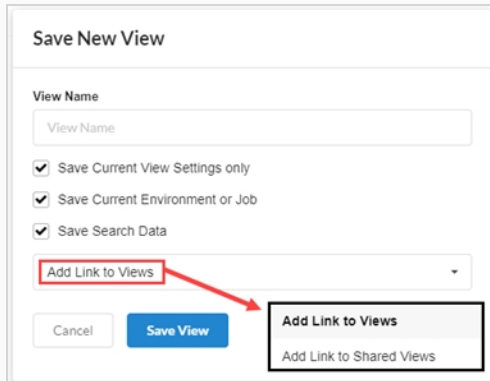 Save New View
View Name
View Name
Save Current View Settings only
Save Current Environment or Job
Save Search Data
Add Link to Views
Cancel
Save View
Add Link to Views
Add Link to Shared Views